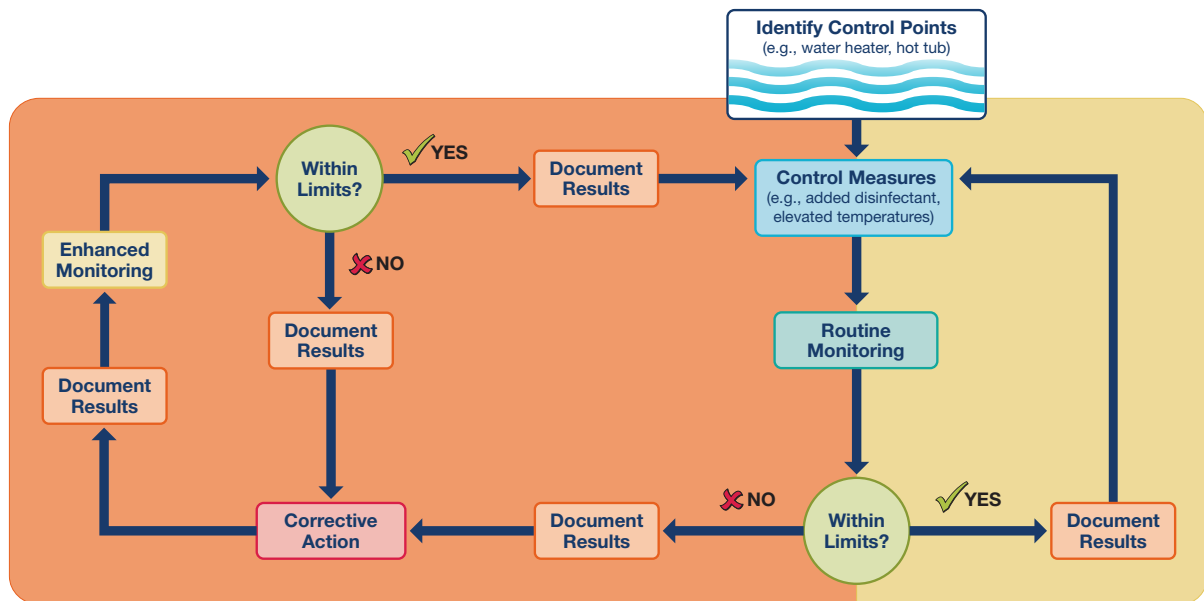 Identify Control Points
(e.g., water heater, hot tub)
Within
Limits?
YES
Document
Results
Control Measures
(e.g., added disinfectant,
elevated temperatures)
Enhanced
Monitoring
NO
Document
Results
Routine
Monitoring
Document
Results
Corrective
Action
Document
Results
NO
Within
Limits?
YES
Document
Results